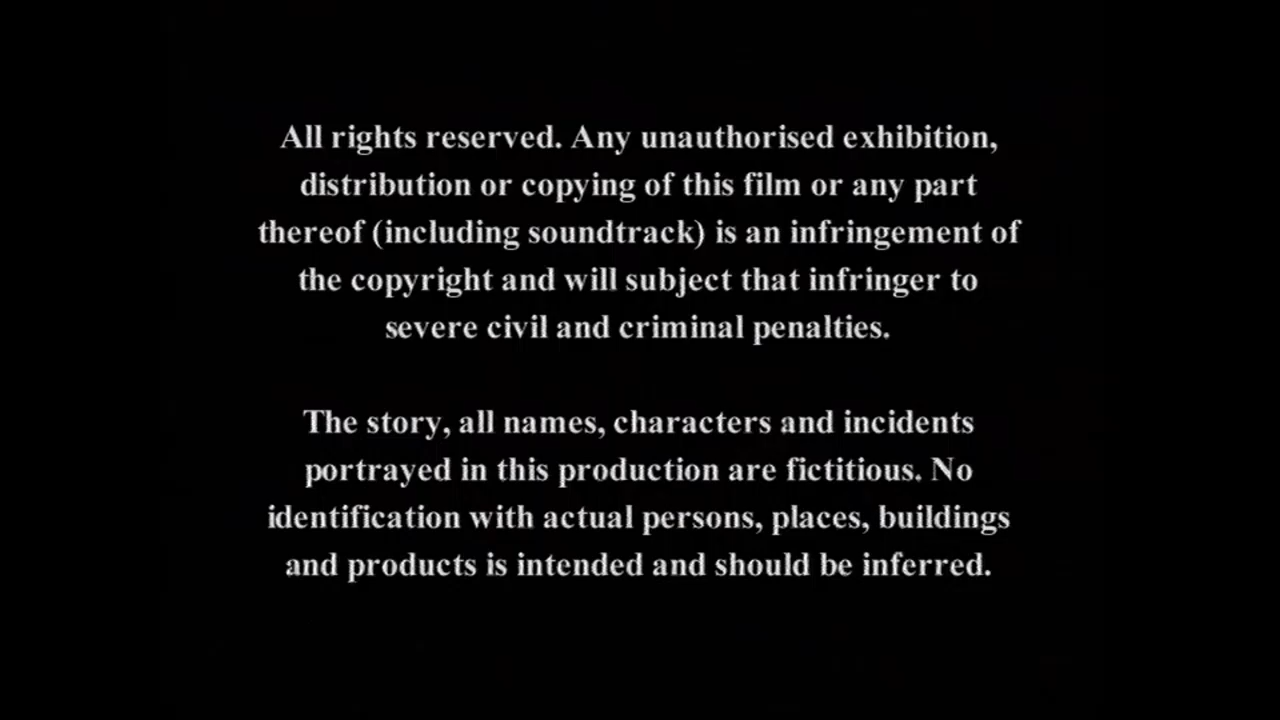 All rights reserved. Any unauthorised exhibition,
distribution or copying of this film or any part
thereof (including soundtrack) is an infringement of
the copyright and will subject that infringer to
severe civil and criminal penalties.
The story, all names, characters and incidents
portrayed in this production are fictitious. No
identification with actual persons, places, buildings
and products is intended and should be inferred.